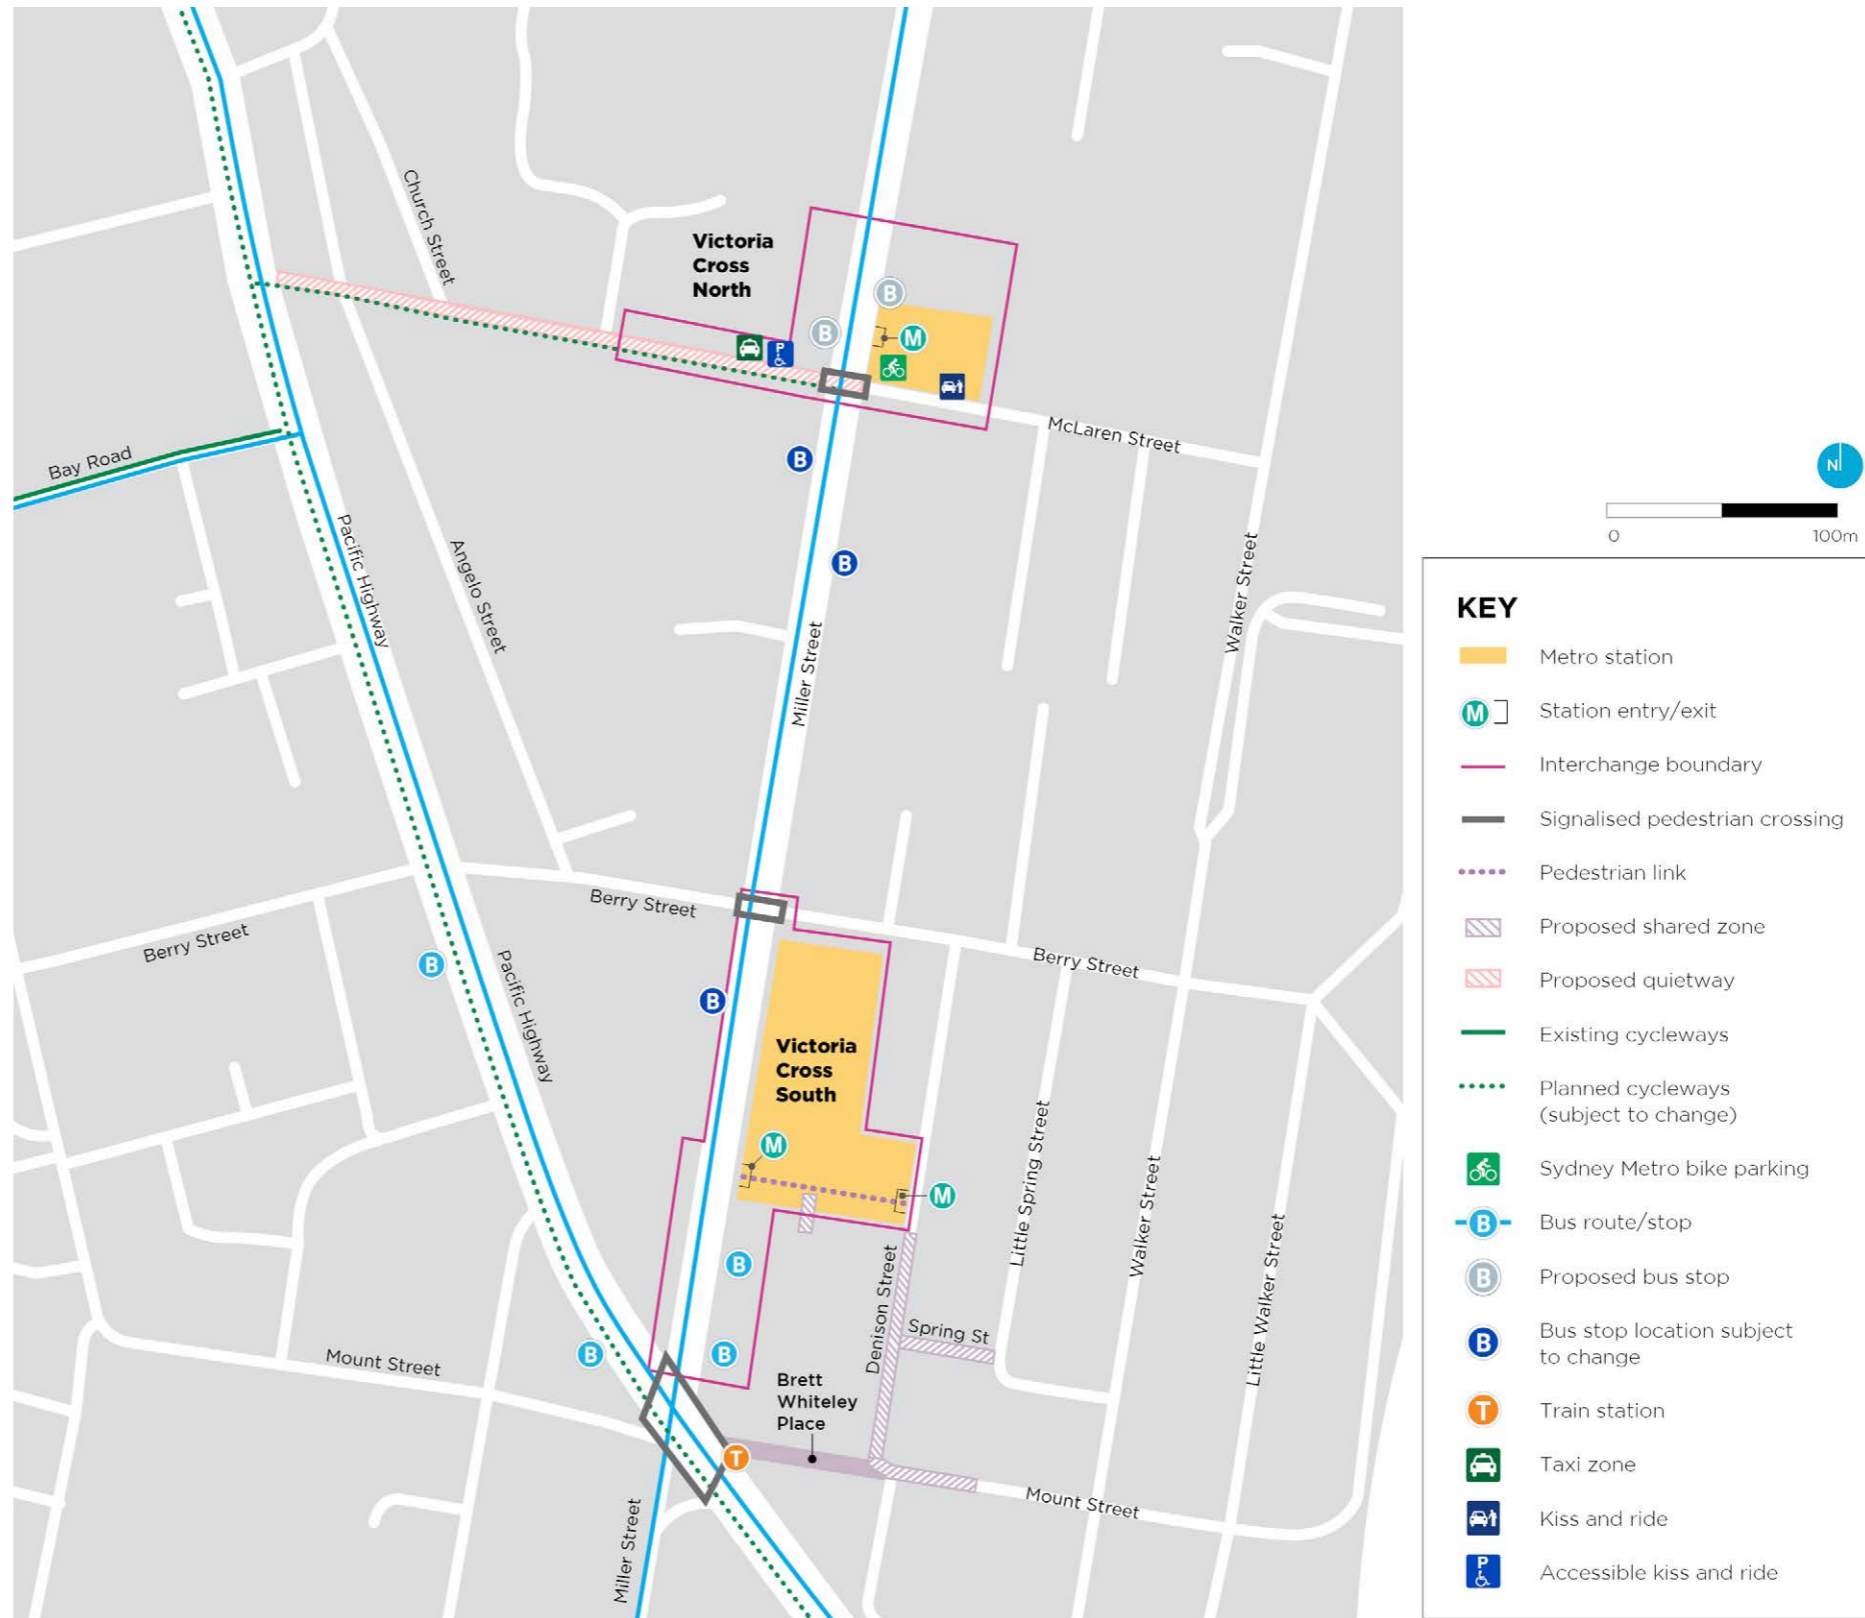 Church Street
Victoria
Cross
North
B
B
M
P
McLaren Street
Bay Road
B
Pacific Highway
Angelo Street
B
Walker Street
Miller Street
Berry Street
Berry Street
Berry Street
B
Pacific Highway
B
Victoria
Cross
South
M
M
Little Spring Street
Walker Street
Little Walker Street
B
Denison Street
Spring St
B
B
Mount Street
Brett
Whiteley
Place
T
Mount Street
Miller Street
N
0
100m
KEY
Metro station
M Station entry/exit
Interchange boundary
Signalised pedestrian crossing
Pedestrian link
Proposed shared zone
Proposed quietway
Existing cycleways
Planned cycleways
(subject to change)
Sydney Metro bike parking
B Bus route/stop
B Proposed bus stop
B Bus stop location subject
to change
T Train station
Taxi zone
Kiss and ride
P Accessible kiss and ride